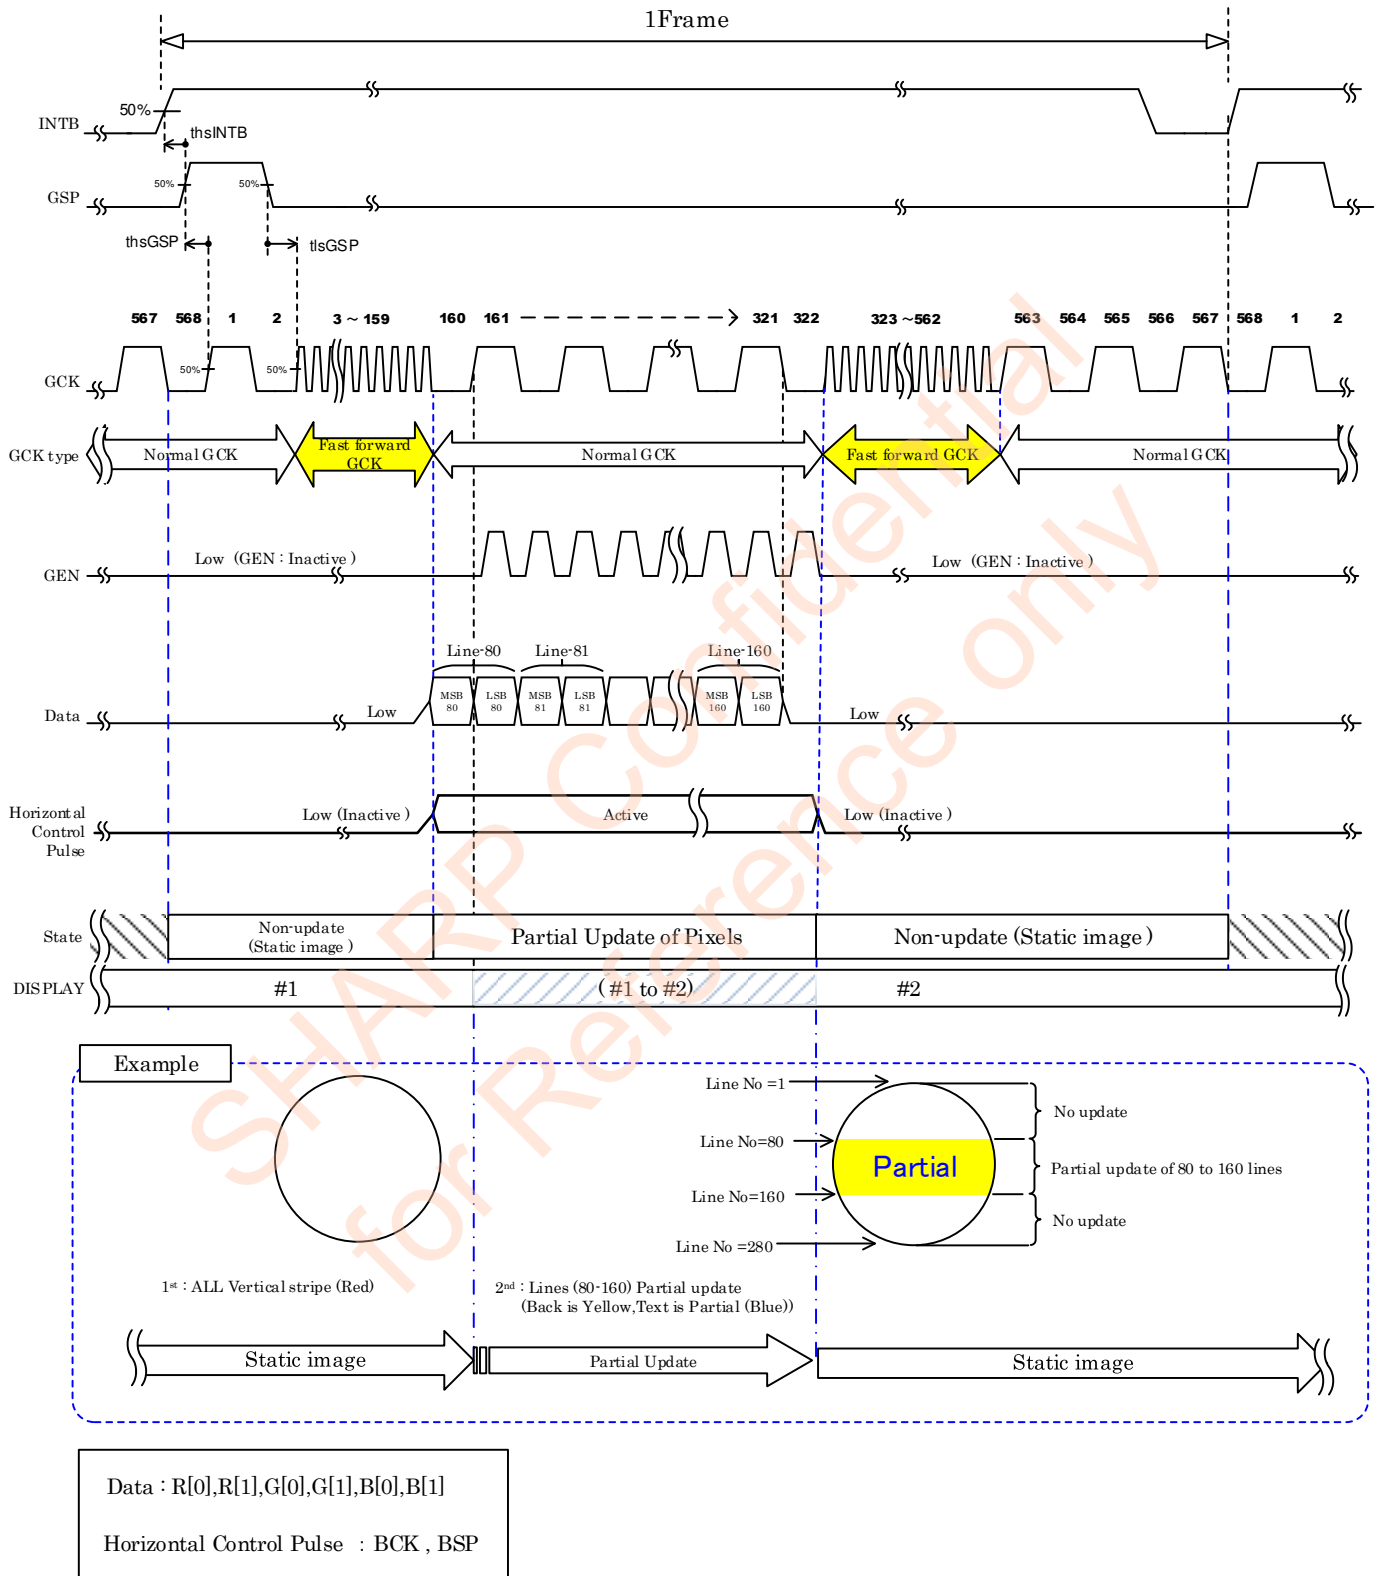 1Frame
50%
INTB
thsINTB
50%
50%
GSP
thsGSP
tlsGSP
567 568 1 2 3 ~ 159 160 161 321 322 323 ~562 563 564 565 566 567 568 1 2
50%
50%
GCK
GCK type
Normal GCK
Fast forward
GCK
Normal GCK
Fast forward GCK
Normal GCK
Low (GEN : Inactive )
Low (GEN : Inactive )
GEN
Line-80
Line-81
Line-160
MSB
80
LSB
80
MSB
81
LSB
81
MSB
160
LSB
160
Data
Low
Low
Horizontal
Control
Pulse
Low (Inactive )
Active
Low (Inactive )
State
Non-update
(Static image )
Partial Update of Pixels
Non-update (Static image )
DISPLAY
#1
( #1 to #2)
#2
Example
Line No =1
Line No=80
Line No=160
Line No =280
Partial
No update
Partial update of 80 to 160 lines
No update
1st : ALL Vertical stripe (Red)
2nd : Lines (80-160) Partial update
(Back is Yellow,Text is Partial (Blue))
Static image
Partial Update
Static image
Data : R[0],R[1],G[0],G[1],B[0],B[1]
Horizontal Control Pulse : BCK , BSP
SHARP Confidential
for Reference only